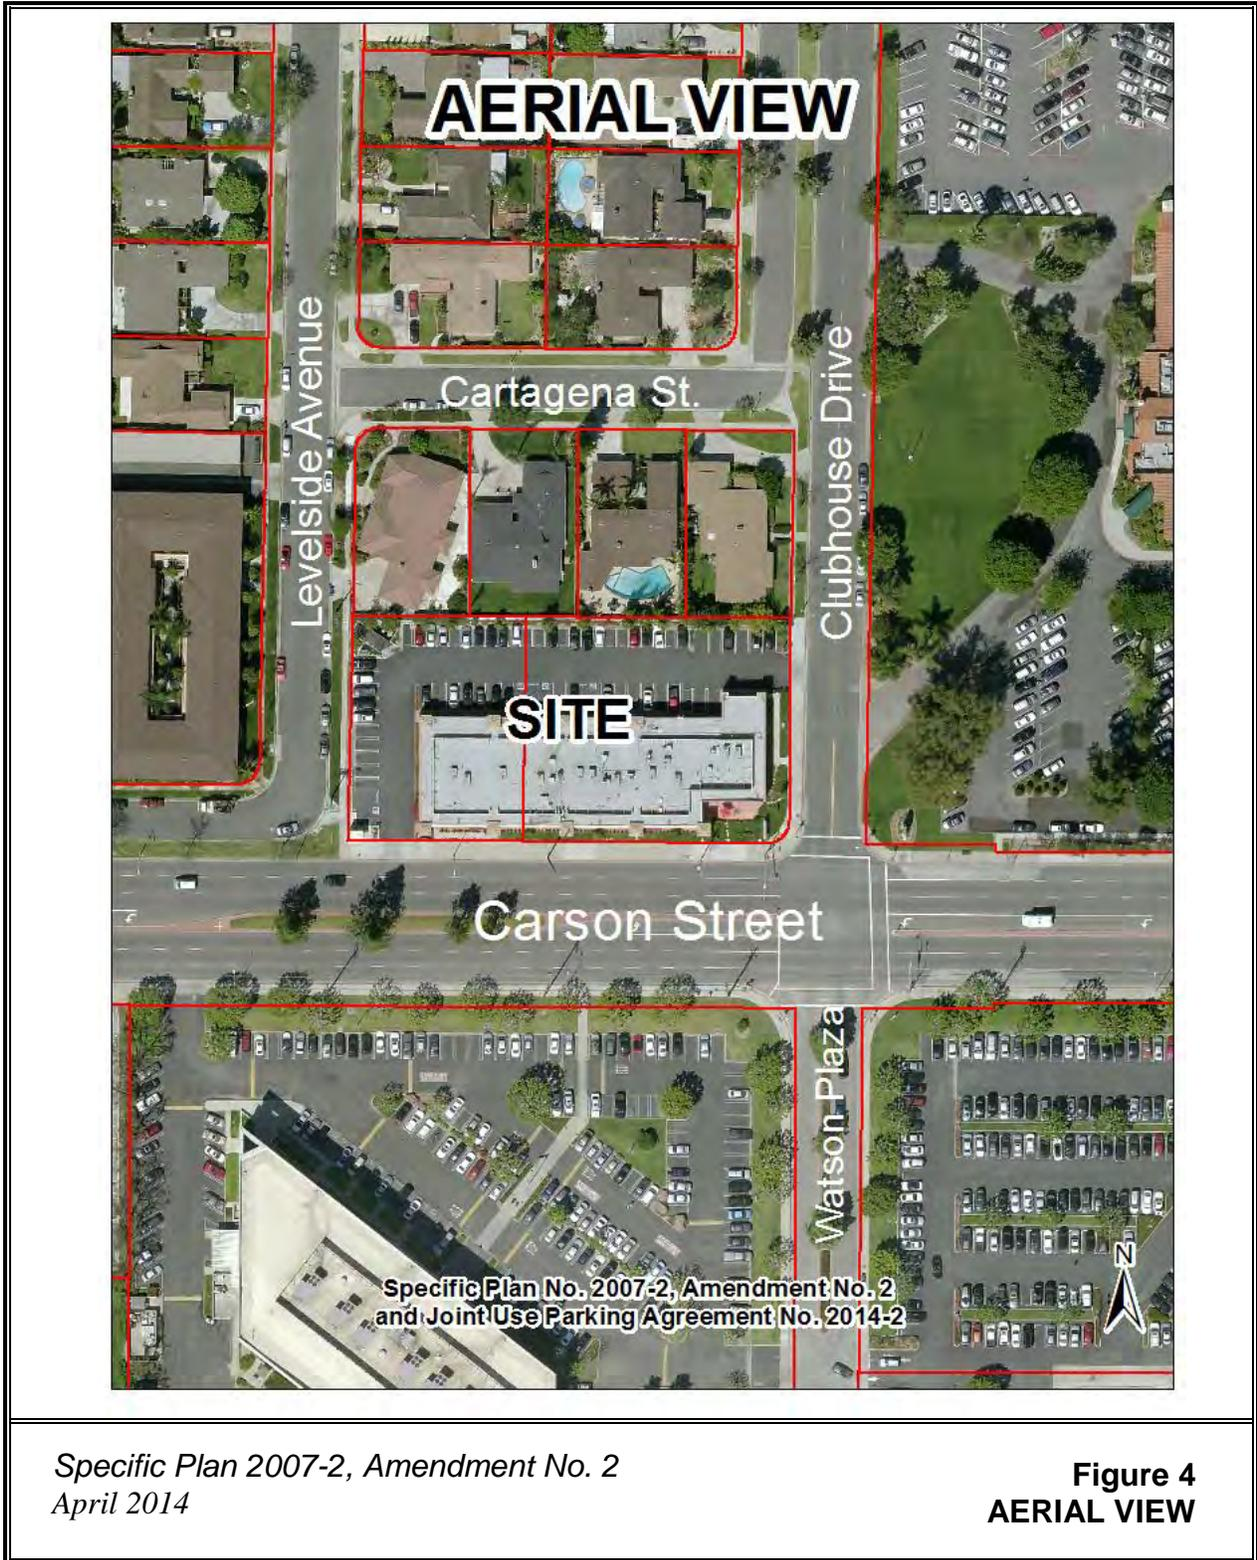 AERIAL VIEW
Levelside Avenue
Cartagena St.
Clubhouse Drive
SITE
Carson Street
Watson Plaza
N
Specific Plan No. 2007-2, Amendment No. 2
and Joint Use Parking Agreement No. 2014-2
Specific Plan 2007-2, Amendment No. 2
April 2014
Figure 4
AERIAL VIEW